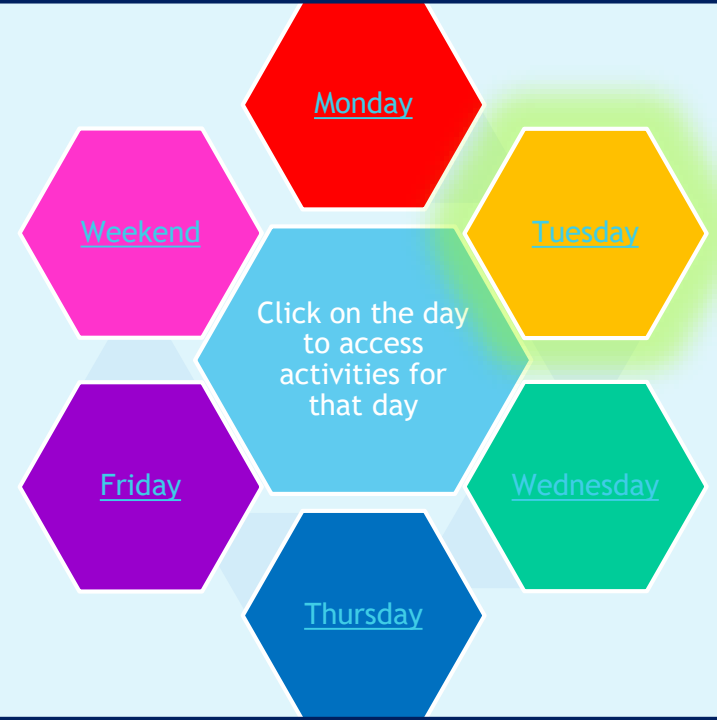 Monday
Weekend
Tuesday
Click on the day
to access
activities for
that day
Friday
Wednesday
Thursday